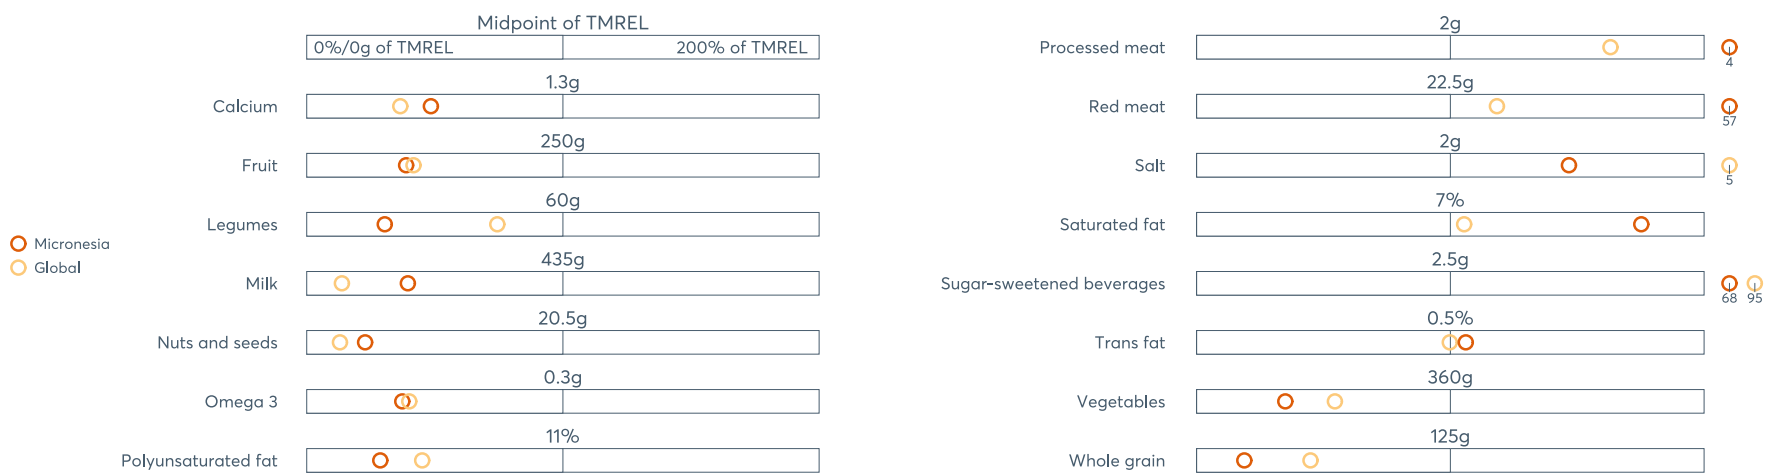 Midpoint of TMREL
0%/0g of TMREL 200% of TMREL
1.3g
Calcium
250g
Fruit
60g
Legumes
Micronesia
Global
435g
Milk
20.5g
Nuts and seeds
0.3g
Omega 3
11%
Polyunsaturated fat
2g
Processed meat
4
22.5g
Red meat
57
2g
Salt
5
7%
Saturated fat
2.5g
Sugar-sweetened beverages
68 95
0.5%
Trans fat
360g
Vegetables
125g
Whole grain